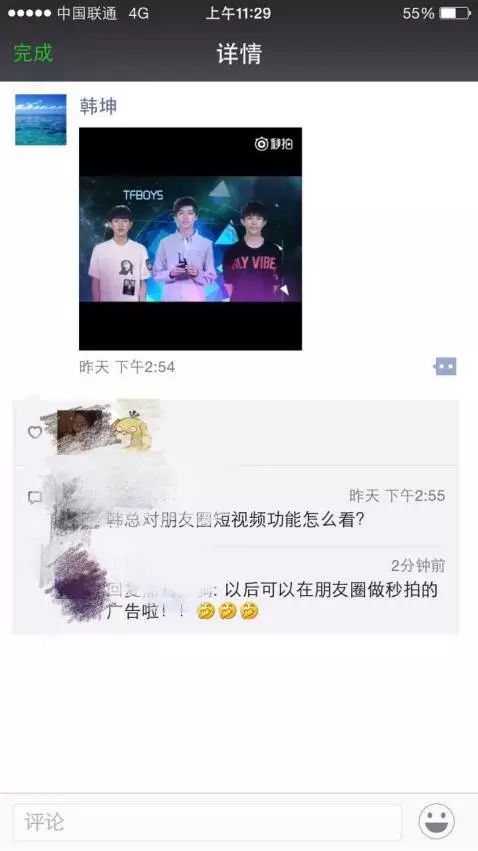 中国联通 4G 上午11:29 55%
完成 详情
韩坤
秒拍
TFBOYS
VIBE
昨天 下午2:54
昨天 下午2:55
韩总对朋友圈短视频功能怎么看?
2分钟前
回复 : 以后可以在朋友圈做秒拍的
广告啦！！
评论